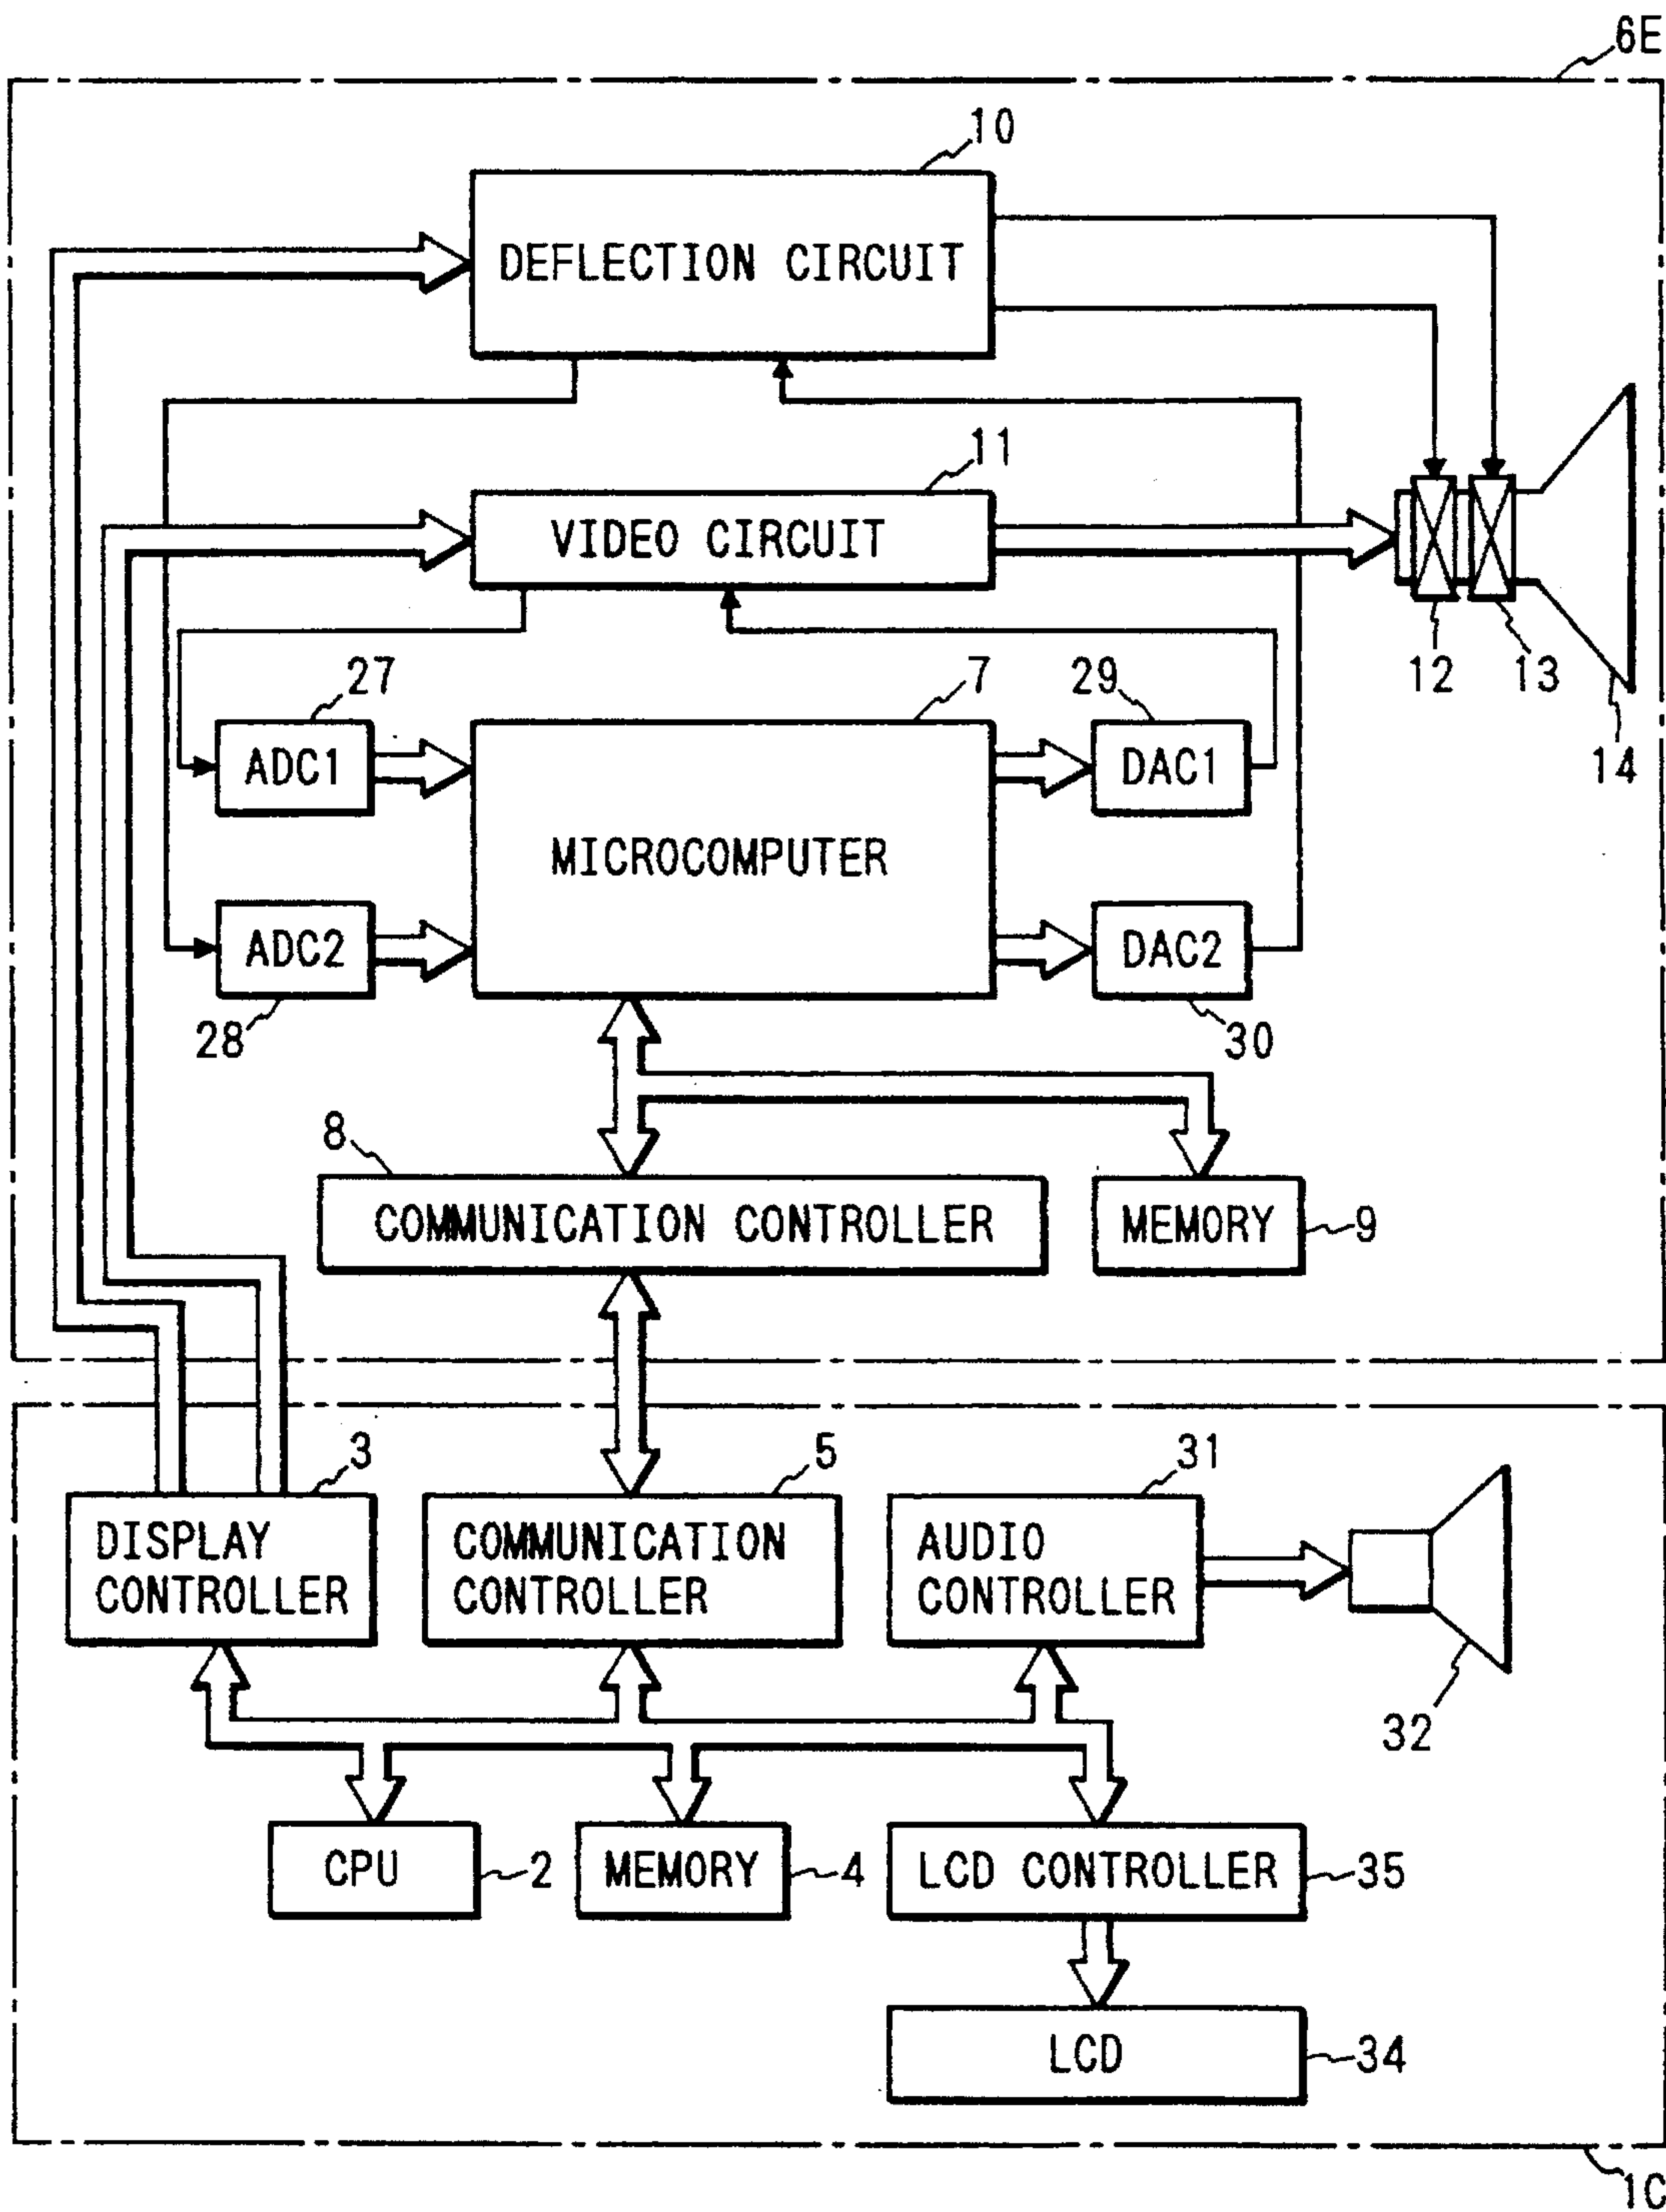 6E
10
DEFLECTION CIRCUIT
11
VIDEO CIRCUIT
12
13
14
27
7
29
ADC1
DAC1
MICROCOMPUTER
ADC2
DAC2
28
30
8
COMMUNICATION CONTROLLER
MEMORY
9
3
5
31
DISPLAY
CONTROLLER
COMMUNICATION
CONTROLLER
AUDIO
CONTROLLER
32
CPU
2
MEMORY
4
LCD CONTROLLER
35
LCD
34
1C